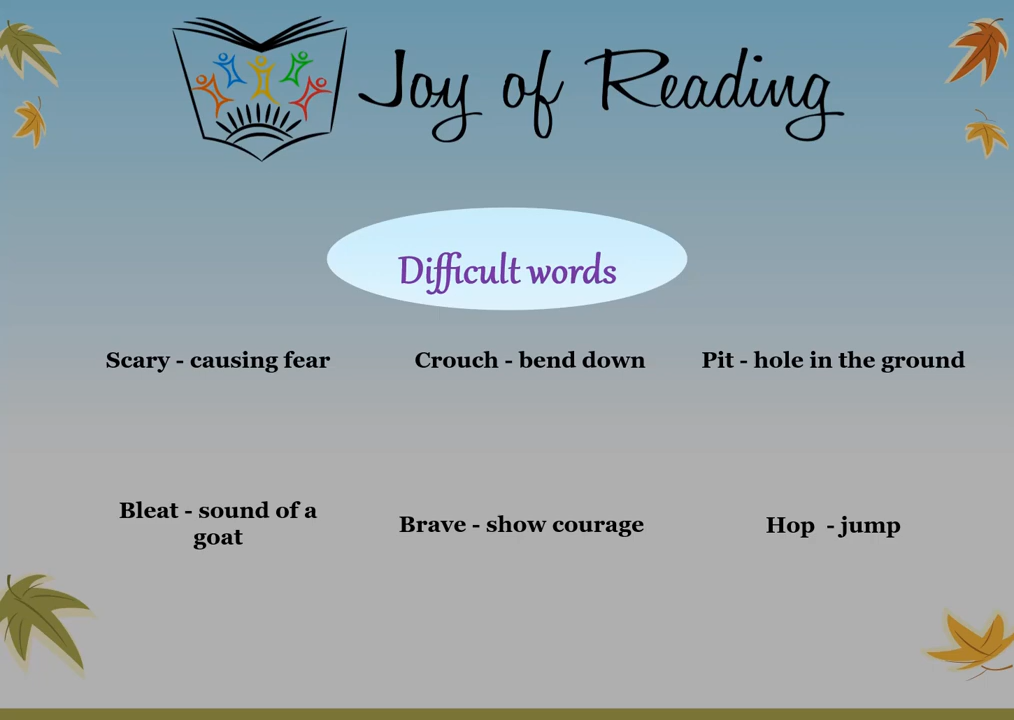 Joy of Reading
Difficult words
Scary - causing fear
Crouch - bend down
Pit - hole in the ground
Bleat - sound of a
goat
Brave - show courage
Hop  - jump